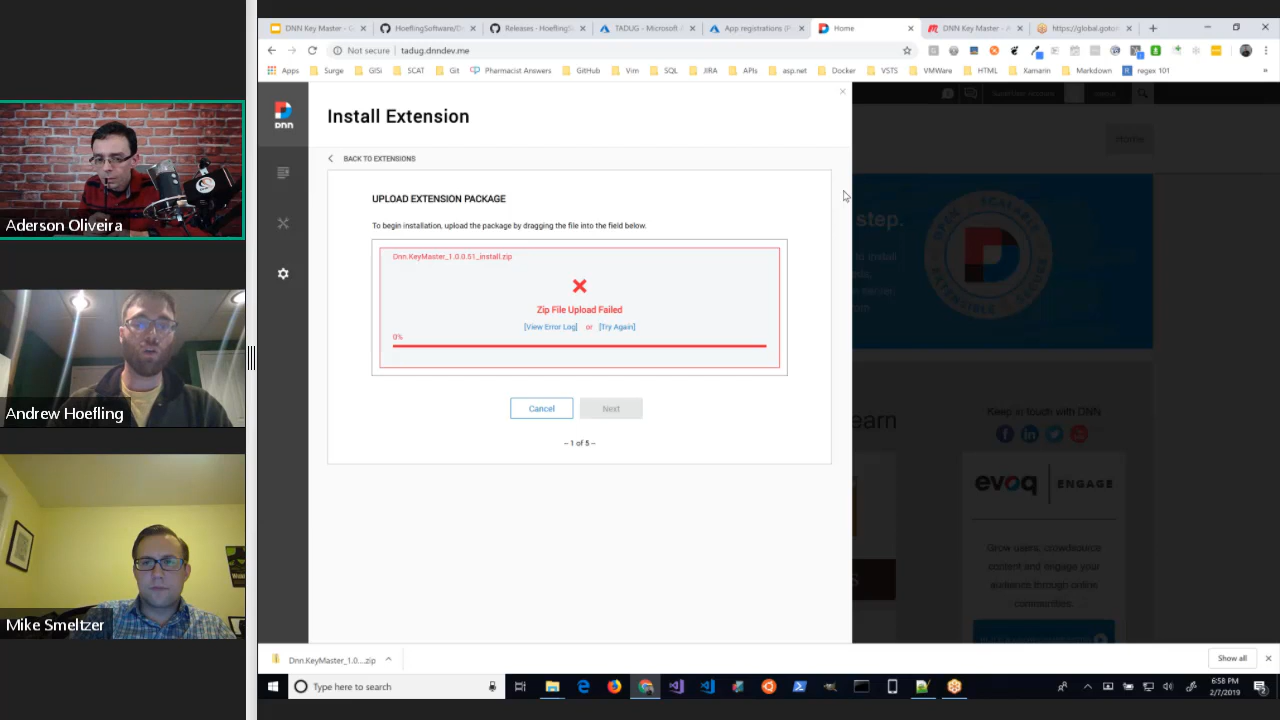 Aderson Oliveira
Andrew Hoefling
Mike Smeltzer
DNN Key Master - G
HoeflingSoftware/D
Releases · HoeflingS
TADUG - Microsoft A
App registrations (P
Home
DNN Key Master - A
https://global.gotom
Not secure | tadug.dnndev.me
Apps
Surge
GISi
SCAT
Git
Pharmacist Answers
GitHub
Vim
SQL
JIRA
APIs
asp.net
Docker
VSTS
VMWare
HTML
Xamarin
Markdown
regex 101
DNN
Install Extension
BACK TO EXTENSIONS
UPLOAD EXTENSION PACKAGE
To begin installation, upload the package by dragging the file into the field below.
Dnn.KeyMaster_1.0.0.51_install.zip
Zip File Upload Failed
[View Error Log] or [Try Again]
0%
Cancel
Next
-- 1 of 5 --
Home
step.
to install
earn
Keep in touch with DNN
evoq ENGAGE
Grow users, crowdsource
content and engage your
audience through online
communities.
Dnn.KeyMaster_1.0....zip
Show all
Type here to search
6:58 PM
2/7/2019